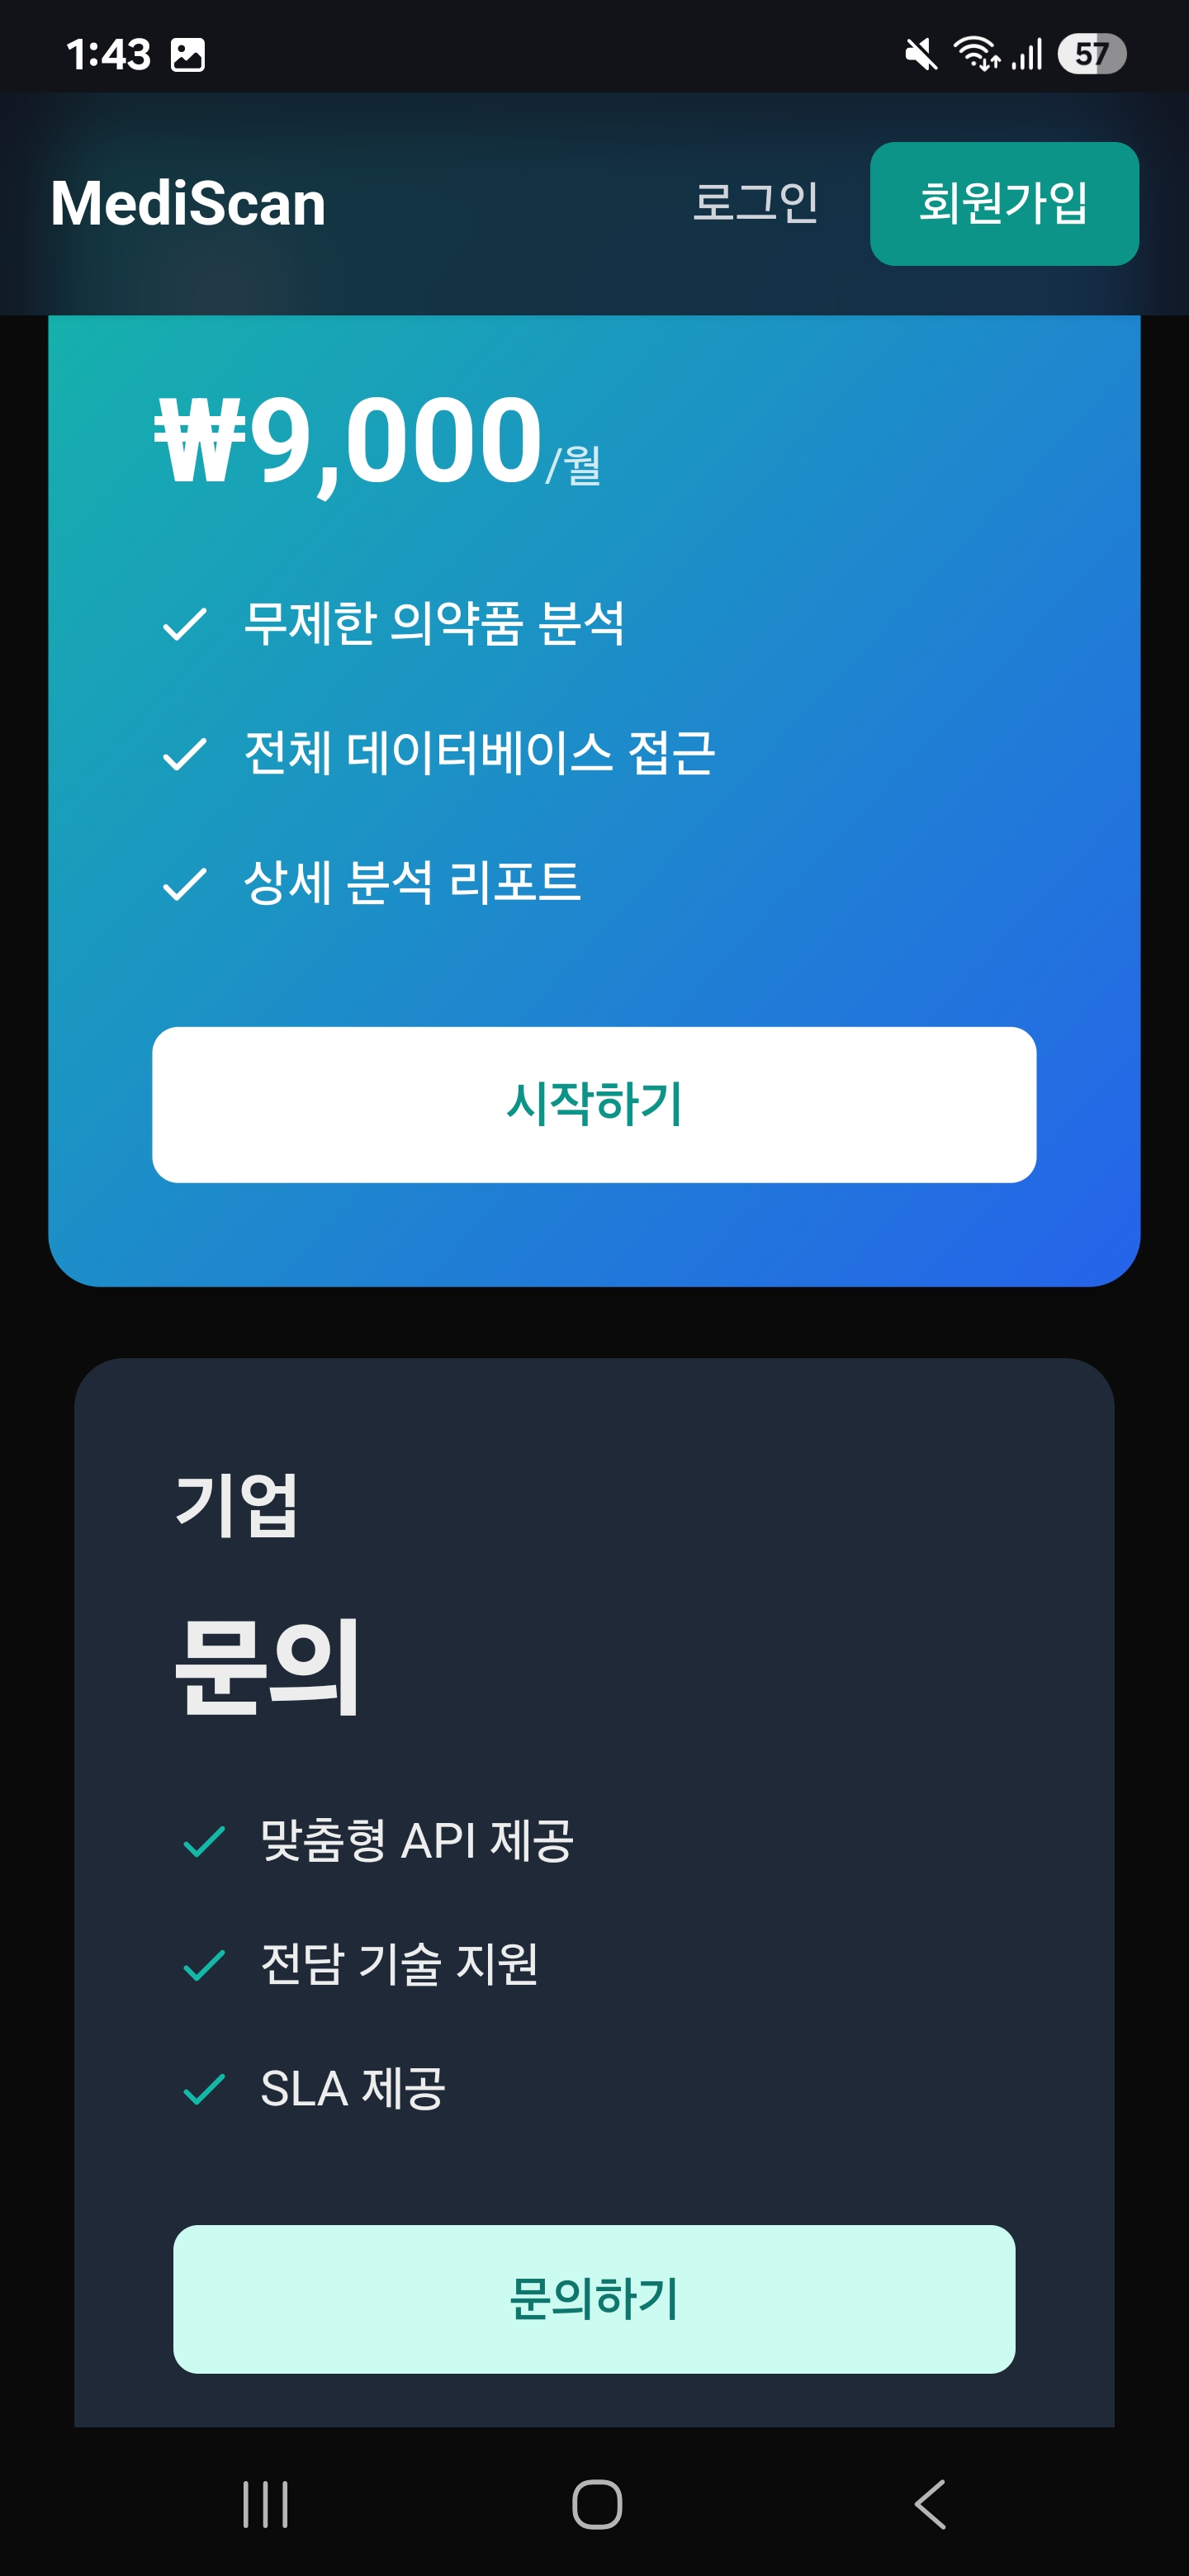 1:43
57
MediScan
로그인
회원가입
₩9,000/월
무제한 의약품 분석
전체 데이터베이스 접근
상세 분석 리포트
시작하기
기업
문의
맞춤형 API 제공
전담 기술 지원
SLA 제공
문의하기